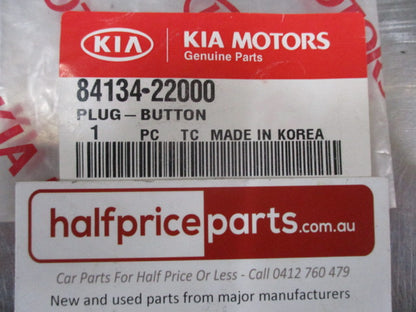 KIA
KIA MOTORS
Genuine Parts
84134-22000
PLUG-BUTTON
1 PC TC MADE IN KOREA
halfpriceparts.com.au
Car Parts For Half Price Or Less - Call 0412 760 479
New and used parts from major manufacturers